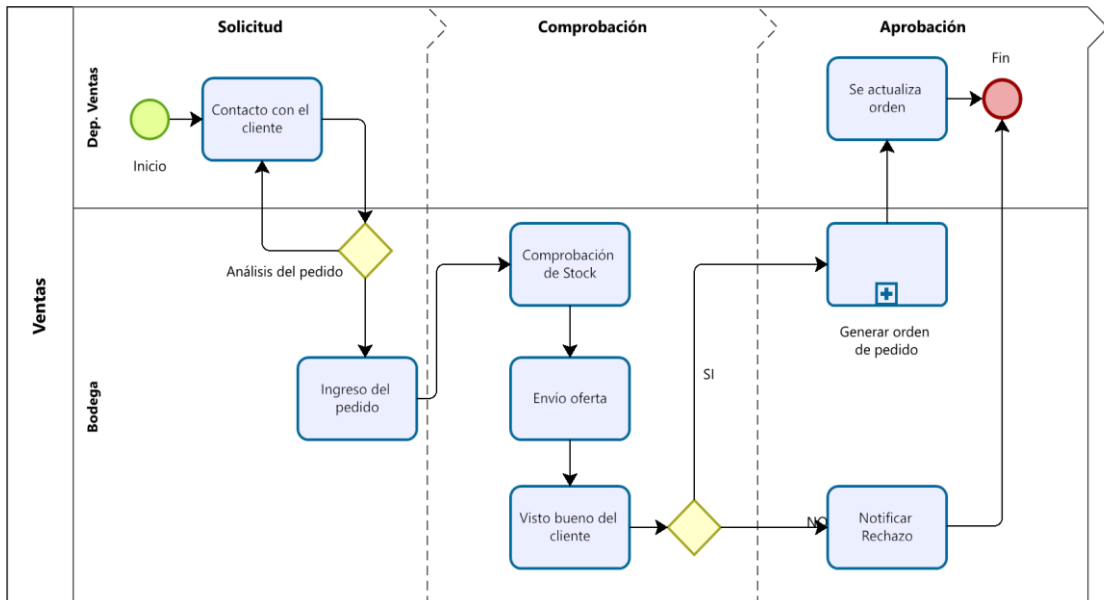 Solicitud
Comprobación
Aprobación
Ventas
Dep. Ventas
Inicio
Contacto con el
cliente
Se actualiza
orden
Fin
Bodega
Análisis del pedido
Ingreso del
pedido
Comprobación
de Stock
Envío oferta
Visto bueno del
cliente
SI
NO
Generar orden
de pedido
Notificar
Rechazo